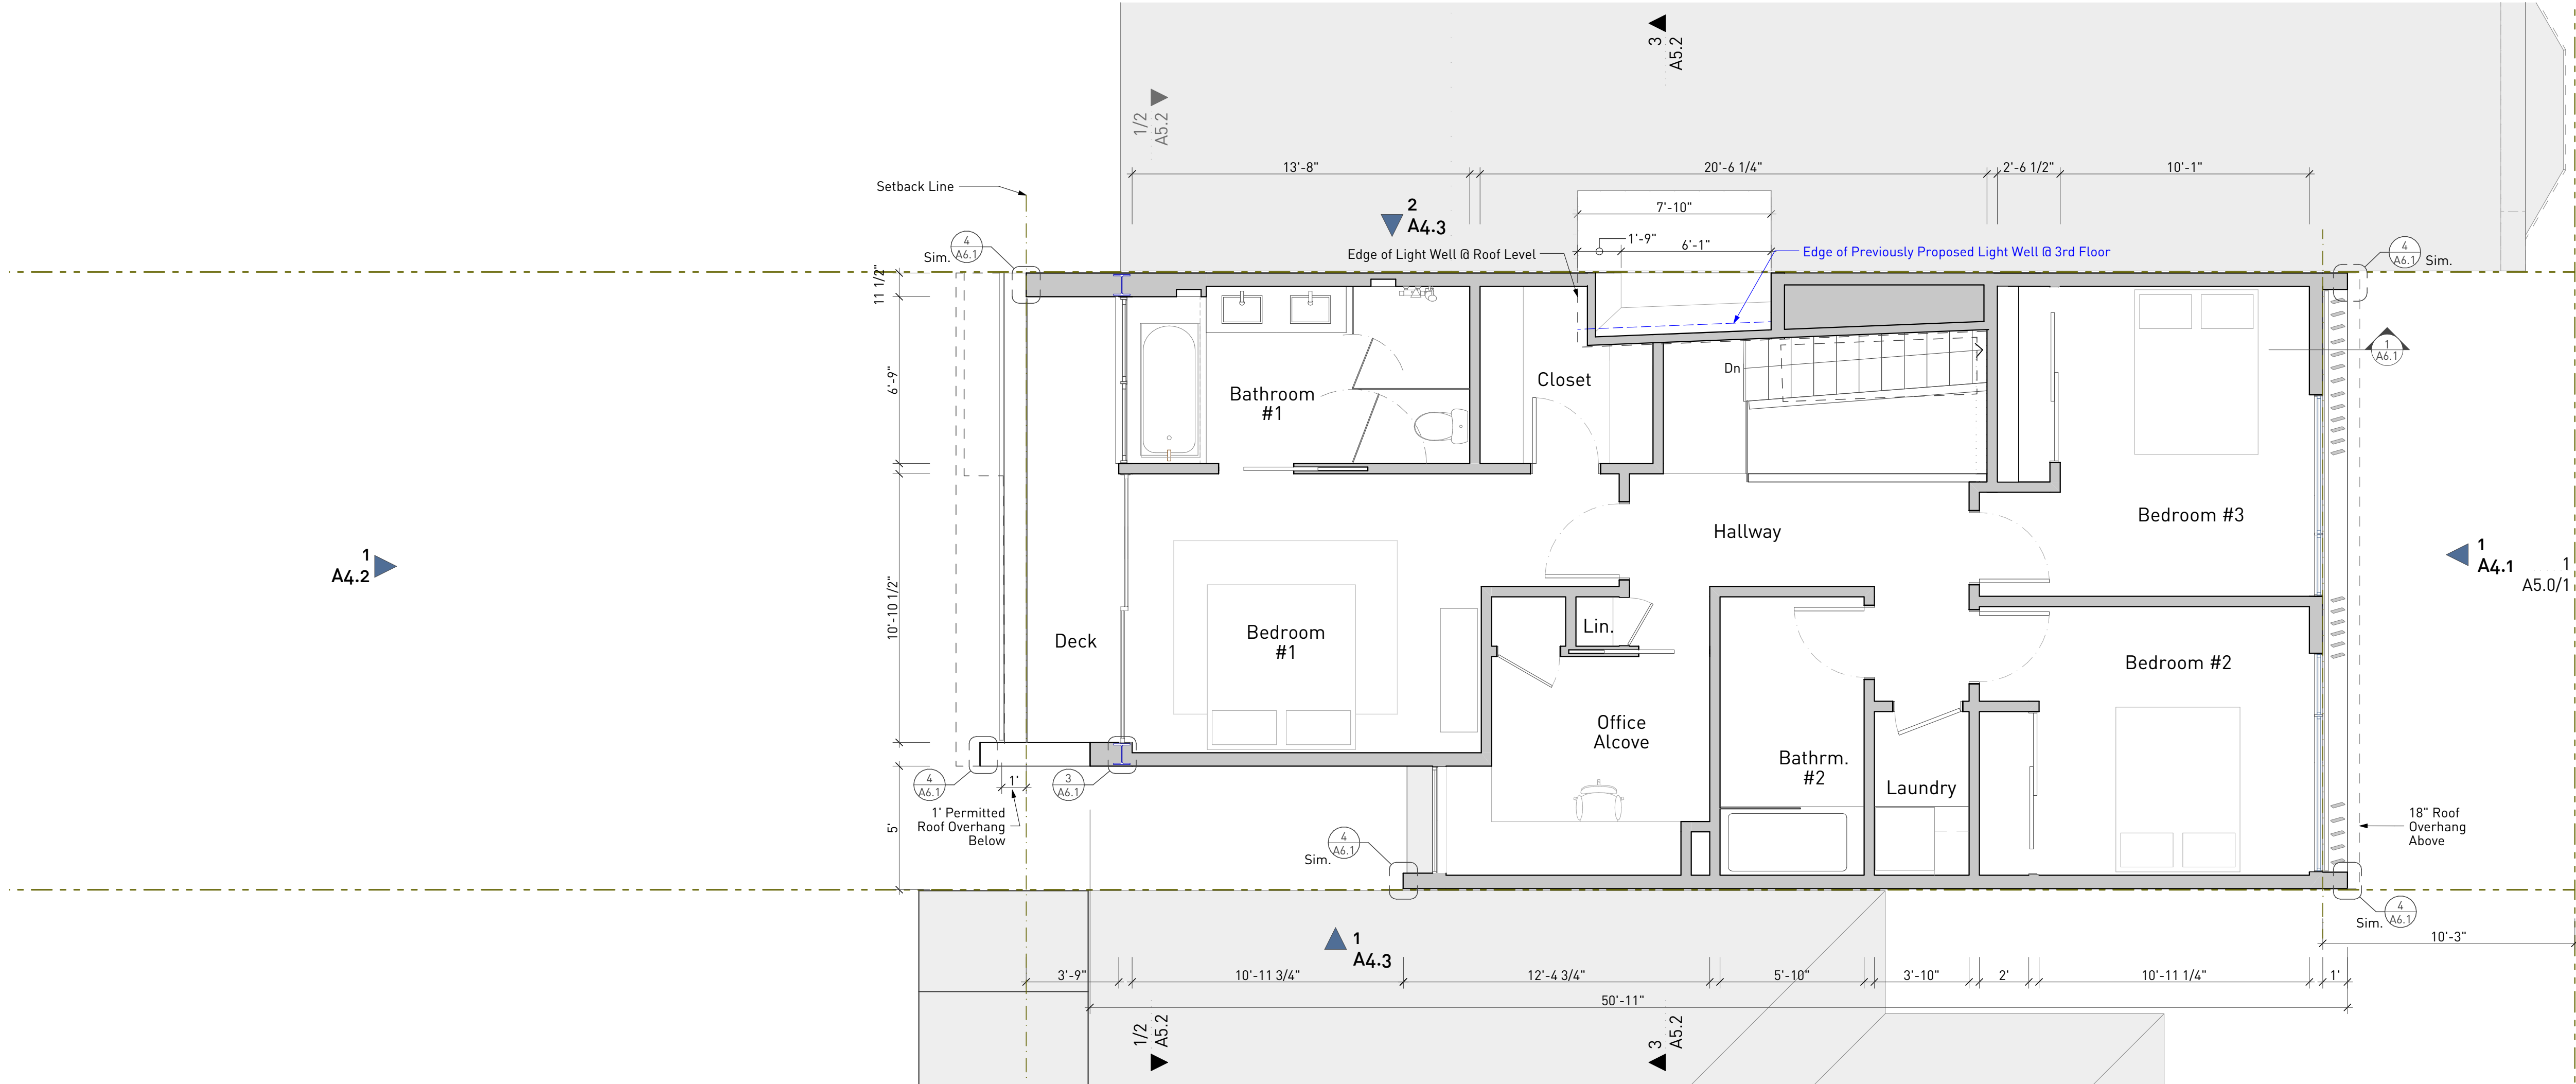 3
A5.2
1/2
A5.2
13'-8"
20'-6 1/4"
2'-6 1/2"
10'-1"
Setback Line
2
A4.3
7'-10"
1'-9"
6'-1"
4
A6.1
Sim.
Edge of Light Well @ Roof Level
Edge of Previously Proposed Light Well @ 3rd Floor
4
A6.1
Sim.
11 1/2"
6'-9"
10'-10 1/2"
5'
Bathroom
#1
Closet
Dn
1
A6.1
Bedroom #3
Hallway
1
A4.2
1
A4.1
1
A5.0/1
Deck
Bedroom
#1
Lin.
Bedroom #2
Office
Alcove
Bathrm.
#2
Laundry
4
A6.1
1'
3
A6.1
1' Permitted
Roof Overhang
Below
4
A6.1
Sim.
18" Roof
Overhang
Above
4
A6.1
Sim.
10'-3"
1
A4.3
3'-9"
10'-11 3/4"
12'-4 3/4"
5'-10"
3'-10"
2'
10'-11 1/4"
1'
50'-11"
1/2
A5.2
3
A5.2